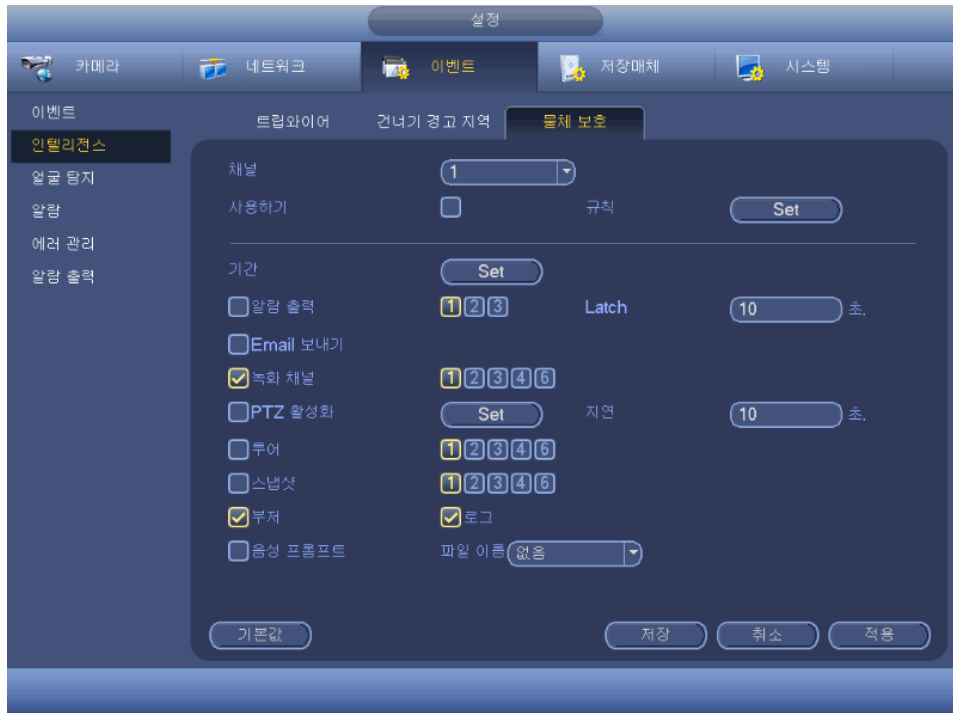 설정
카메라 네트워크 이벤트 저장매체 시스템
이벤트
인텔리전스
얼굴 탐지
알람
에러 관리
알람 출력
트립와이어 건너기 경고 지역 물체 보호
채널 1
사용하기 규칙 Set
기간 Set
알람 출력 1 2 3 Latch 10 초.
Email 보내기
녹화 채널 1 2 3 4 6
PTZ 활성화 Set 지연 10 초.
투어 1 2 3 4 6
스냅샷 1 2 3 4 6
부저 로그
음성 프롬프트 파일 이름 없음
기본값 저장 취소 적용